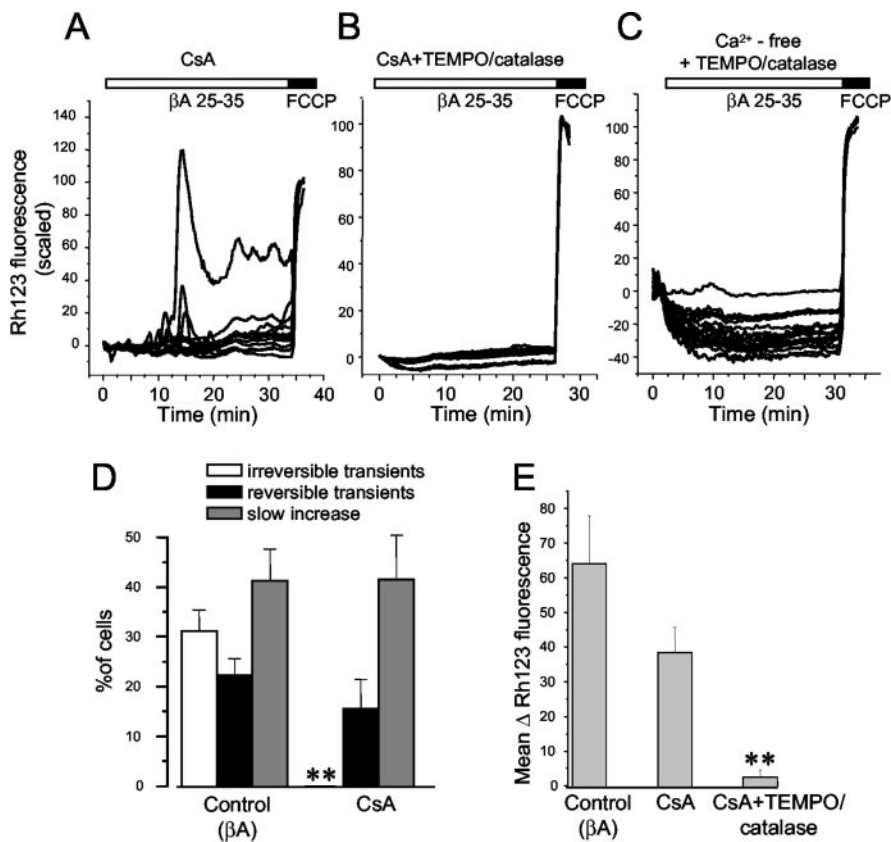 A
CsA
βA 25-35
FCCP
Rh123 fluorescence
(scaled)
140
120
100
80
60
40
20
0
0
10
20
30
40
Time (min)
B
CsA+TEMPO/catalase
βA 25-35
FCCP
100
80
60
40
20
0
0
10
20
30
Time (min)
C
Ca²⁺ - free
+ TEMPO/catalase
βA 25-35
FCCP
100
80
60
40
20
0
-20
-40
0
10
20
30
Time (min)
D
irreversible transients
reversible transients
slow increase
%of cells
50
40
30
20
10
0
**
Control
(βA)
CsA
E
Mean Δ Rh123 fluorescence
80
70
60
50
40
30
20
10
0
**
Control
(βA)
CsA
CsA+TEMPO/
catalase